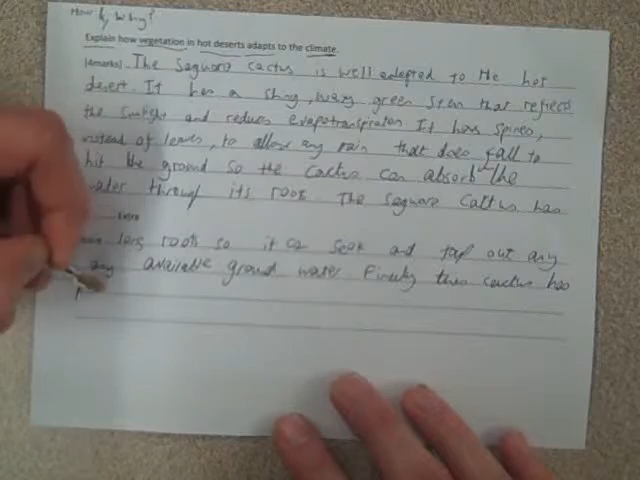 How & Why?
Explain how vegetation in hot deserts adapts to the climate.
[4marks] The Saguaro cactus is well adapted to the hot
desert. It has a shiny, waxy green stem that reflects
the sunlight and reduces evapotranspiration It has spines,
instead of leaves, to allow any rain that does fall to
hit the ground so the cactus can absorb the
water through its roots. The Saguaro Cactus has
Extra
long roots so it can seek and tap out any
any available ground water. Finally this cactus has